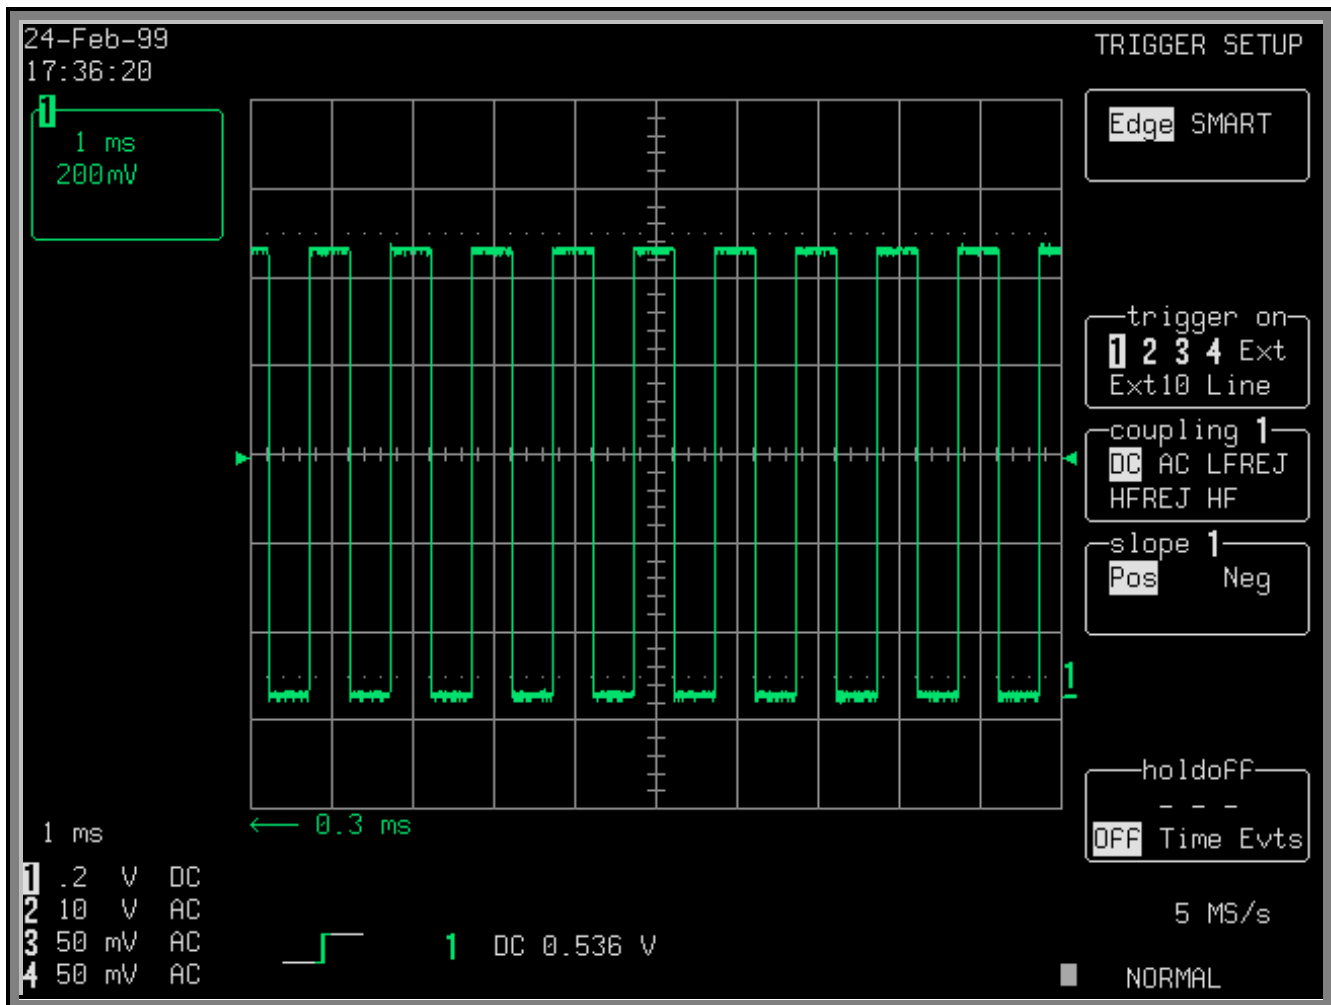 24-Feb-99
17:36:20
TRIGGER SETUP
1
1 ms
200mV
Edge SMART
trigger on
1 2 3 4 Ext
Ext10 Line
coupling 1
DC AC LFREJ
HFREJ HF
slope 1
Pos Neg
1
holdoff
- - -
OFF Time Evts
← 0.3 ms
1 ms
1 .2 V DC
2 10 V AC
3 50 mV AC
4 50 mV AC
1 DC 0.536 V
5 MS/s
NORMAL